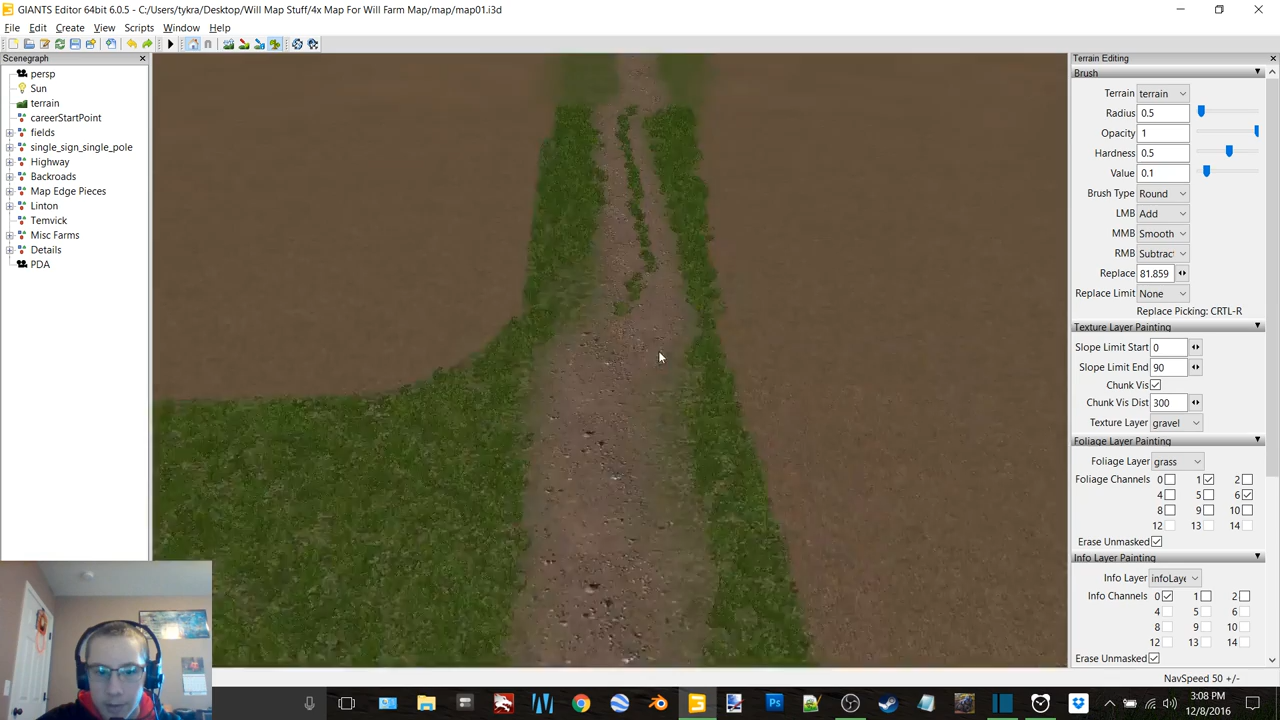 GIANTS Editor 64bit 6.0.5 - C:/Users/tykra/Desktop/Will Map Stuff/4x Map For Will Farm Map/map/map01.i3d
File Edit Create View Scripts Window Help
Scenegraph
persp
Sun
terrain
careerStartPoint
fields
single_sign_single_pole
Highway
Backroads
Map Edge Pieces
Linton
Temvick
Misc Farms
Details
PDA
Terrain Editing
Brush
Terrain terrain
Radius 0.5
Opacity 1
Hardness 0.5
Value 0.1
Brush Type Round
LMB Add
MMB Smooth
RMB Subtrac
Replace 81.859
Replace Limit None
Replace Picking: CRTL-R
Texture Layer Painting
Slope Limit Start 0
Slope Limit End 90
Chunk Vis
Chunk Vis Dist 300
Texture Layer gravel
Foliage Layer Painting
Foliage Layer grass
Foliage Channels 0 1 2
4 5 6
8 9 10
12 13 14
Erase Unmasked
Info Layer Painting
Info Layer infoLaye
Info Channels 0 1 2
4 5 6
8 9 10
12 13 14
Erase Unmasked
NavSpeed 50 +/-
3:08 PM
12/8/2016